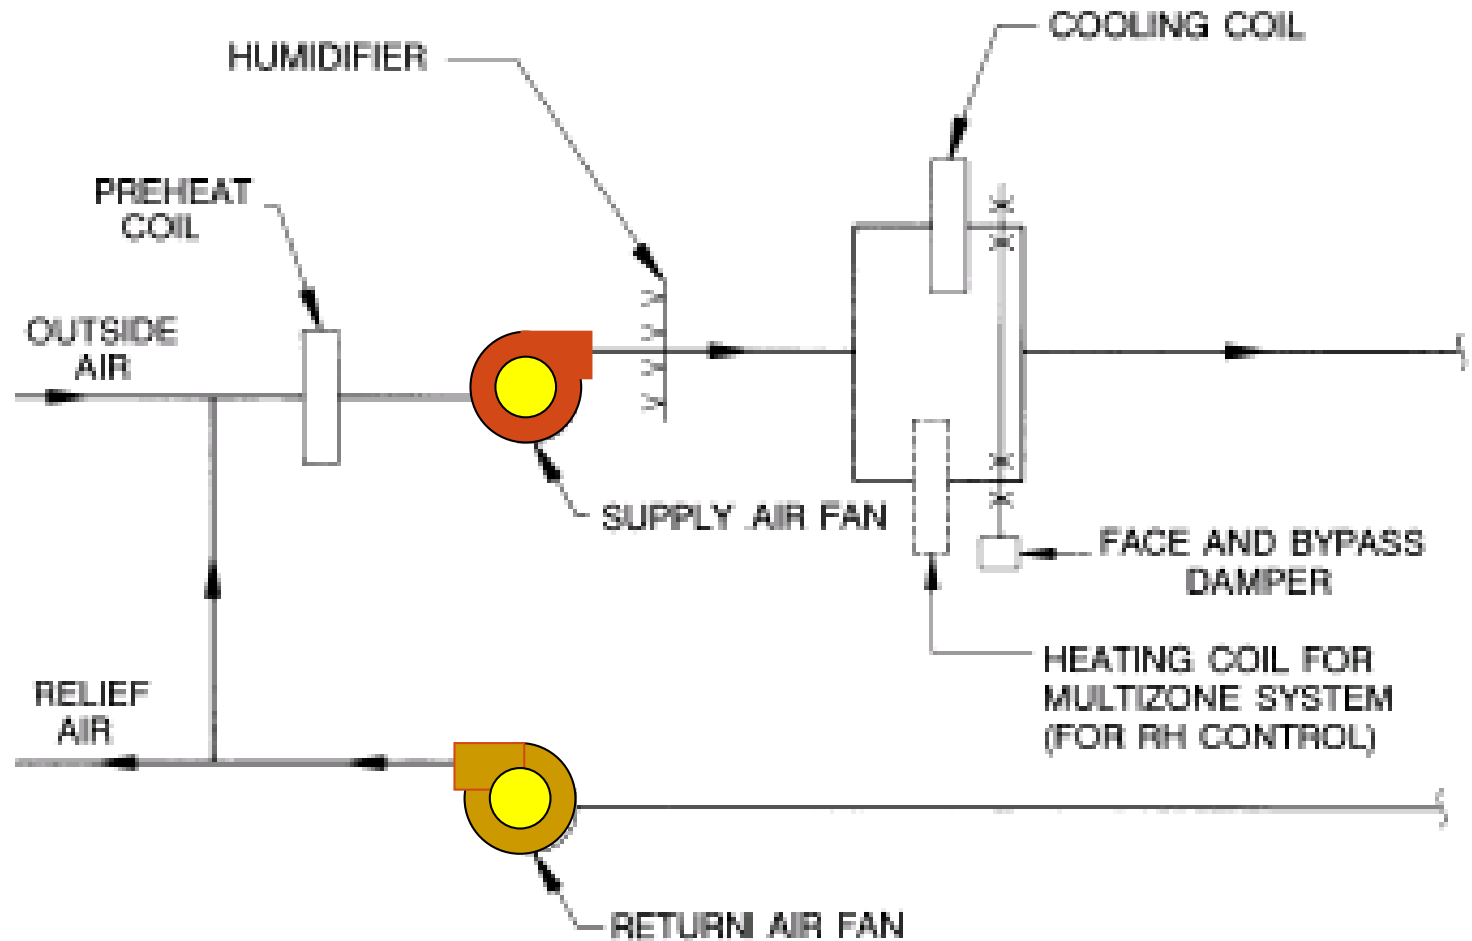 COOLING COIL
HUMIDIFIER
PREHEAT
COIL
OUTSIDE
AIR
SUPPLY AIR FAN
FACE AND BYPASS
DAMPER
HEATING COIL FOR
MULTIZONE SYSTEM
(FOR RH CONTROL)
RELIEF
AIR
RETURN AIR FAN